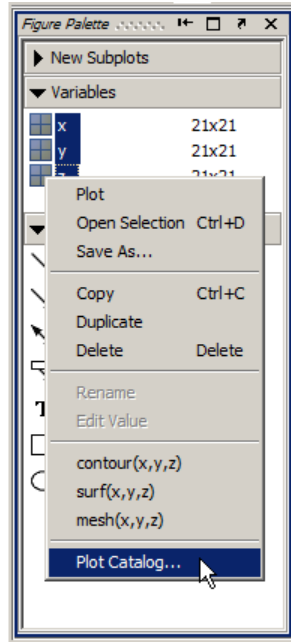 Figure Palette
New Subplots
Variables
x 21x21
y 21x21
z 21x21
Plot
Open Selection Ctrl+D
Save As...
Copy Ctrl+C
Duplicate
Delete Delete
Rename
Edit Value
T
contour(x,y,z)
surf(x,y,z)
mesh(x,y,z)
Plot Catalog...